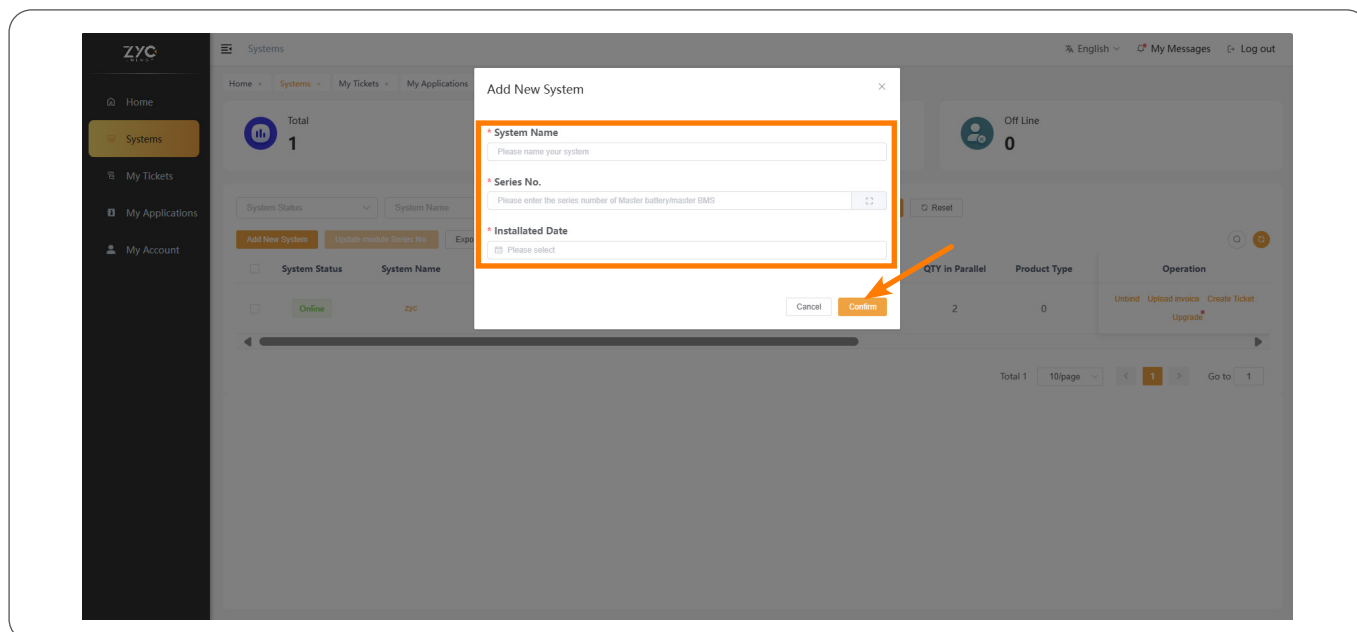 ZYC
Systems
English
My Messages
Log out
Home
Systems
My Tickets
My Applications
Home
Systems
My Tickets
My Applications
My Account
Total
1
Off Line
0
Add New System
* System Name
Please name your system
* Series No.
Please enter the series number of Master battery/master BMS
* Installated Date
Please select
Cancel
Confirm
System Status
System Name
Reset
Add New System
Update module Series No.
Expo
System Status
System Name
QTY in Parallel
Product Type
Operation
Online
zyc
2
0
Unbind Upload invoice Create Ticket
Upgrade
Total 1
10/page
1
Go to
1